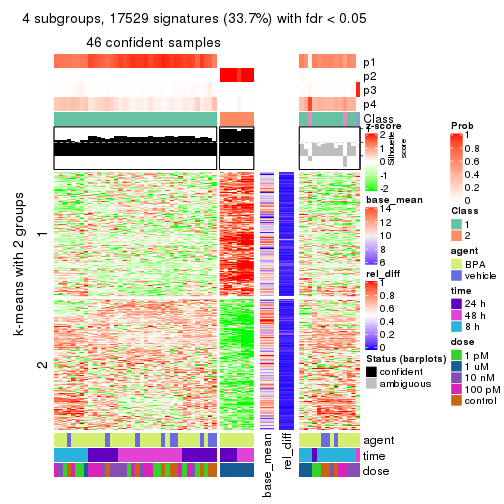 4 subgroups, 17529 signatures (33.7%) with fdr < 0.05
46 confident samples
p1
p2
p3
p4
Class
k-means with 2 groups
1
2
z-score
2
1
0
-1
-2
Silhouette
score
base_mean
14
12
10
8
6
rel_diff
1
0.8
0.6
0.4
0.2
0
Status (barplots)
confident
ambiguous
Prob
1
0.8
0.6
0.4
0.2
0
Class
1
2
agent
BPA
vehicle
time
24 h
48 h
8 h
dose
1 pM
1 uM
10 nM
100 pM
control
agent
time
dose
base_mean
rel_diff